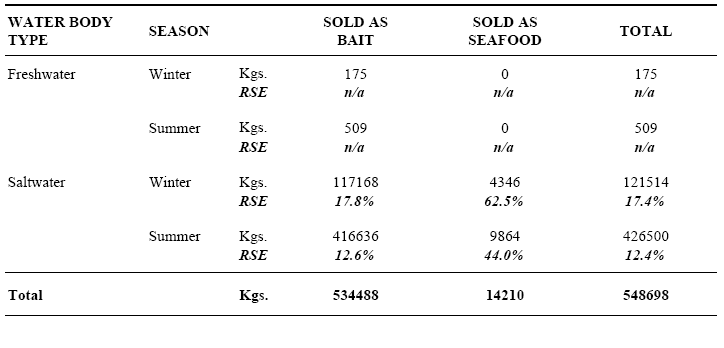 WATER BODY TYPE SEASON SOLD AS BAIT SOLD AS SEAFOOD TOTAL
Freshwater Winter Kgs. 175 0 175
RSE n/a n/a n/a
Summer Kgs. 509 0 509
RSE n/a n/a n/a
Saltwater Winter Kgs. 117168 4346 121514
RSE 17.8% 62.5% 17.4%
Summer Kgs. 416636 9864 426500
RSE 12.6% 44.0% 12.4%
Total Kgs. 534488 14210 548698